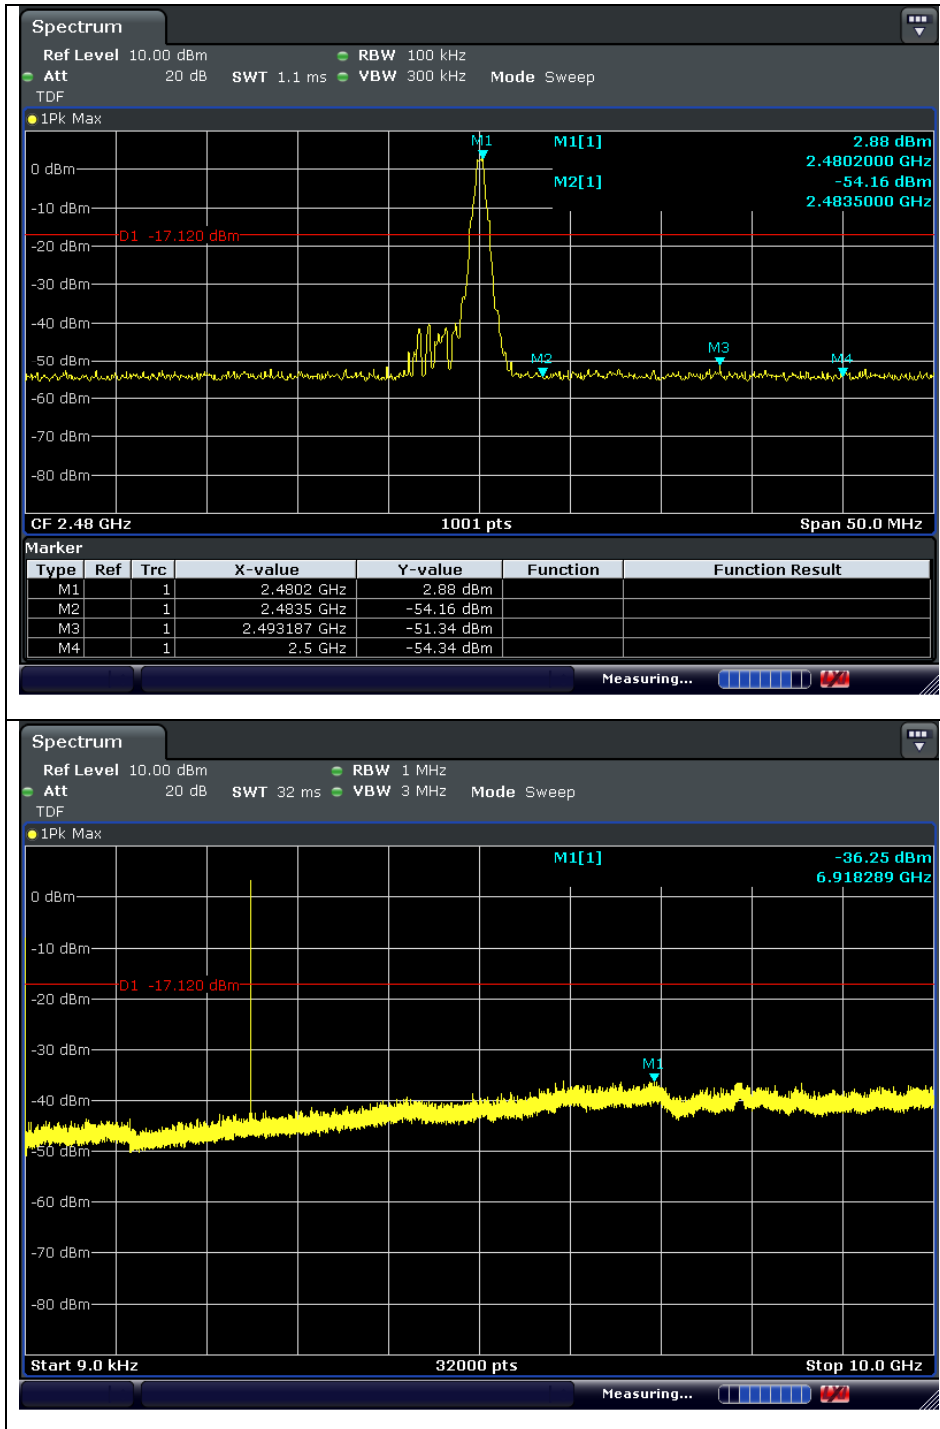 Spectrum
Ref Level 10.00 dBm RBW 100 kHz
Att 20 dB SWT 1.1 ms VBW 300 kHz Mode Sweep
TDF
1Pk Max
M1 M1[1] 2.88 dBm
2.4802000 GHz
0 dBm
M2[1] -54.16 dBm
2.4835000 GHz
-10 dBm
D1 -17.120 dBm
-20 dBm
-30 dBm
-40 dBm
M3
-50 dBm M2 M4
-60 dBm
-70 dBm
-80 dBm
CF 2.48 GHz 1001 pts Span 50.0 MHz
Marker
Type Ref Trc X-value Y-value Function Function Result
M1 1 2.4802 GHz 2.88 dBm
M2 1 2.4835 GHz -54.16 dBm
M3 1 2.493187 GHz -51.34 dBm
M4 1 2.5 GHz -54.34 dBm
Measuring...
Spectrum
Ref Level 10.00 dBm RBW 1 MHz
Att 20 dB SWT 32 ms VBW 3 MHz Mode Sweep
TDF
1Pk Max
M1[1] -36.25 dBm
6.918289 GHz
0 dBm
-10 dBm
D1 -17.120 dBm
-20 dBm
-30 dBm
M1
-40 dBm
-50 dBm
-60 dBm
-70 dBm
-80 dBm
Start 9.0 kHz 32000 pts Stop 10.0 GHz
Measuring...